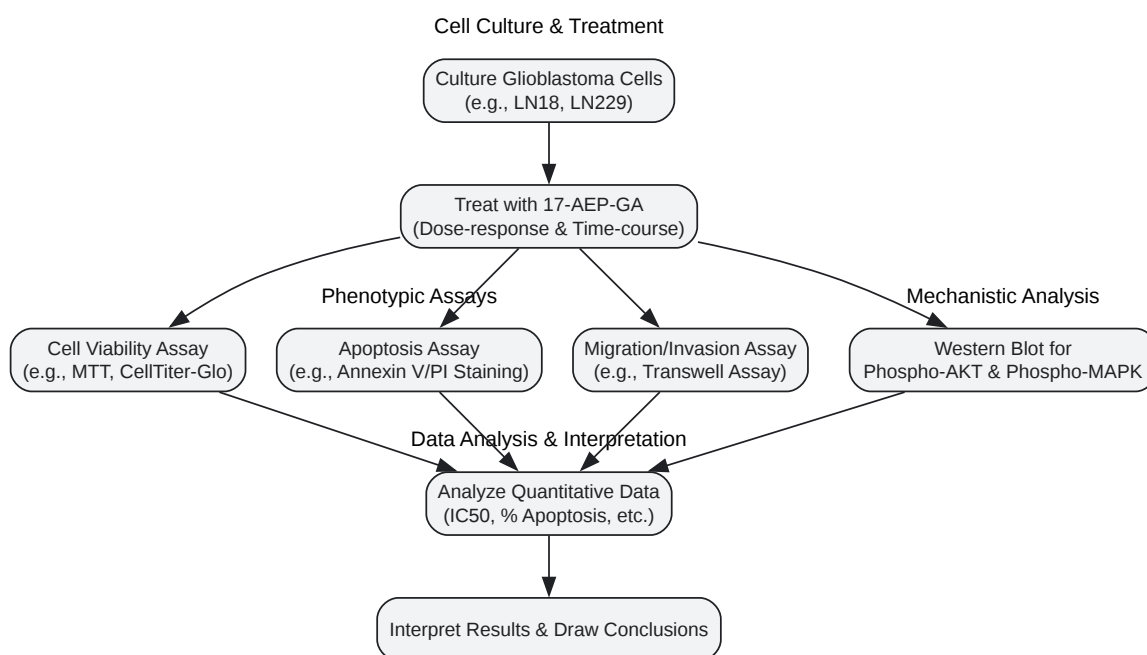 Cell Culture & Treatment
Culture Glioblastoma Cells
(e.g., LN18, LN229)
Treat with 17-AEP-GA
(Dose-response & Time-course)
Phenotypic Assays
Mechanistic Analysis
Cell Viability Assay
(e.g., MTT, CellTiter-Glo)
Apoptosis Assay
(e.g., Annexin V/PI Staining)
Migration/Invasion Assay
(e.g., Transwell Assay)
Western Blot for
Phospho-AKT & Phospho-MAPK
Data Analysis & Interpretation
Analyze Quantitative Data
(IC50, % Apoptosis, etc.)
Interpret Results & Draw Conclusions